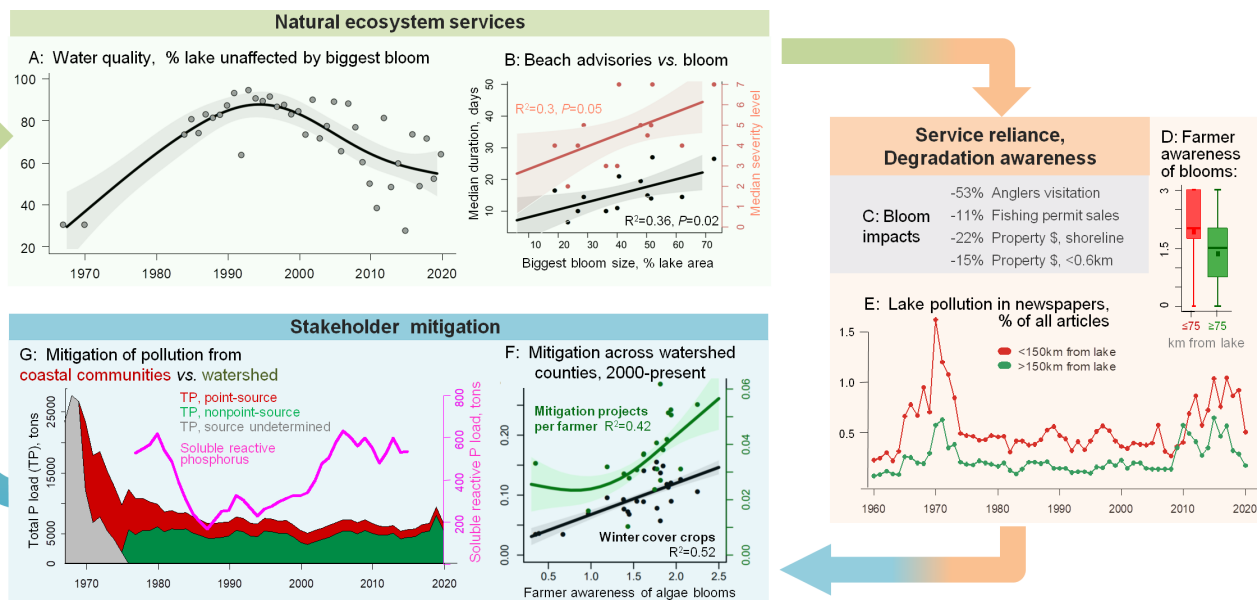 Natural ecosystem services
A: Water quality, % lake unaffected by biggest bloom
100
80
60
40
20
1970
1980
1990
2000
2010
2020
B: Beach advisories vs. bloom
Median duration, days
50
40
30
20
10
R²=0.3, P=0.05
R²=0.36, P=0.02
7
6
5
4
3
2
1
0
Median severity level
10 20 30 40 50 60 70
Biggest bloom size, % lake area
Service reliance,
Degradation awareness
C: Bloom
impacts
-53% Anglers visitation
-11% Fishing permit sales
-22% Property $, shoreline
-15% Property $, <0.6km
D: Farmer
awareness
of blooms:
3
1.5
0
≤75 ≥75
km from lake
E: Lake pollution in newspapers,
% of all articles
<150km from lake
>150km from lake
1.5
1.0
0.5
1960 1970 1980 1990 2000 2010 2020
Stakeholder mitigation
G: Mitigation of pollution from
coastal communities vs. watershed
TP, point-source
TP, nonpoint-source
TP, source undetermined
Soluble reactive
phosphorus
Total P load (TP), tons
25000
15000
5000
0
800
600
400
200
0
Soluble reactive P load, tons
1970 1980 1990 2000 2010 2020
F: Mitigation across watershed
counties, 2000-present
Mitigation projects
per farmer R²=0.42
Winter cover crops
R²=0.52
0.20
0.10
0.00
0.06
0.04
0.02
0.00
0.5 1.0 1.5 2.0 2.5
Farmer awareness of algae blooms